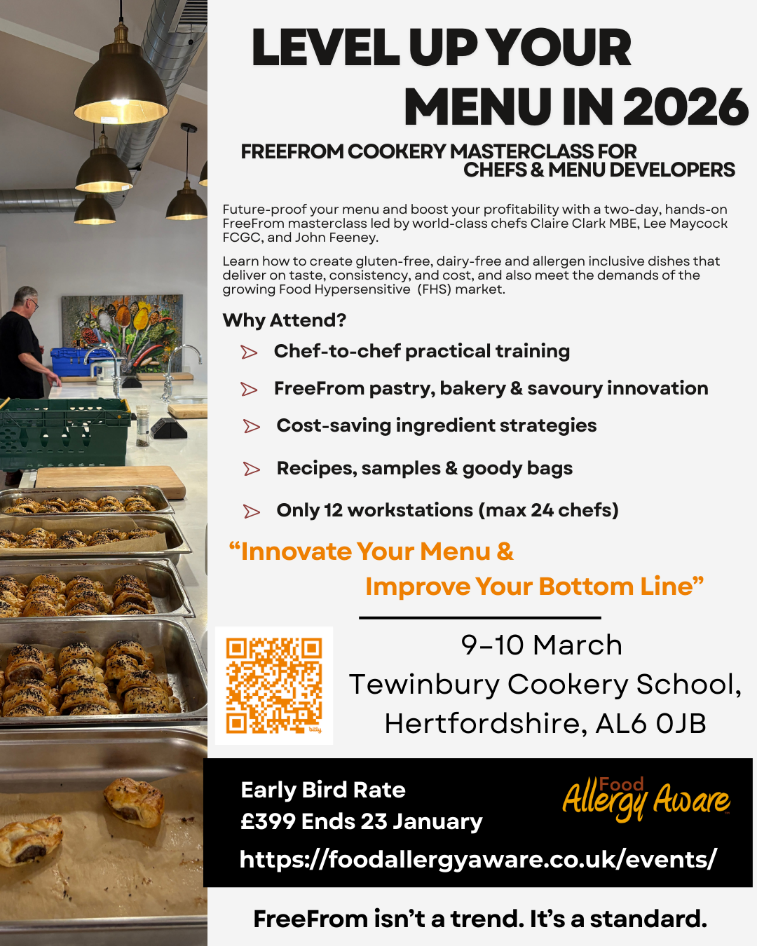 LEVEL UP YOUR
MENU IN 2026
FREEFROM COOKERY MASTERCLASS FOR
CHEFS & MENU DEVELOPERS
Future-proof your menu and boost your profitability with a two-day, hands-on
FreeFrom masterclass led by world-class chefs Claire Clark MBE, Lee Maycock
FCGC, and John Feeney.
Learn how to create gluten-free, dairy-free and allergen inclusive dishes that
deliver on taste, consistency, and cost, and also meet the demands of the
growing Food Hypersensitive (FHS) market.
Why Attend?
Chef-to-chef practical training
FreeFrom pastry, bakery & savoury innovation
Cost-saving ingredient strategies
Recipes, samples & goody bags
Only 12 workstations (max 24 chefs)
“Innovate Your Menu &
Improve Your Bottom Line”
9–10 March
Tewinbury Cookery School,
Hertfordshire, AL6 0JB
Early Bird Rate
£399 Ends 23 January
Food
Allergy Aware
https://foodallergyaware.co.uk/events/
FreeFrom isn’t a trend. It’s a standard.